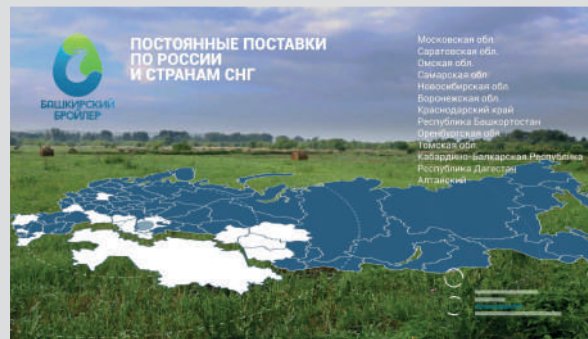 БАШКИРСКИЙ
БРОЙЛЕР
ПОСТОЯННЫЕ ПОСТАВКИ
ПО РОССИИ
И СТРАНАМ СНГ
Московская обл.
Саратовская обл.
Омская обл.
Самарская обл
Новосибирская обл.
Воронежская обл.
Краснодарский край
Республика Башкортостан
Оренбургская обл
Томская обл
Кабардино-Балкарская Республика
Республика Дагестан
Алтайский